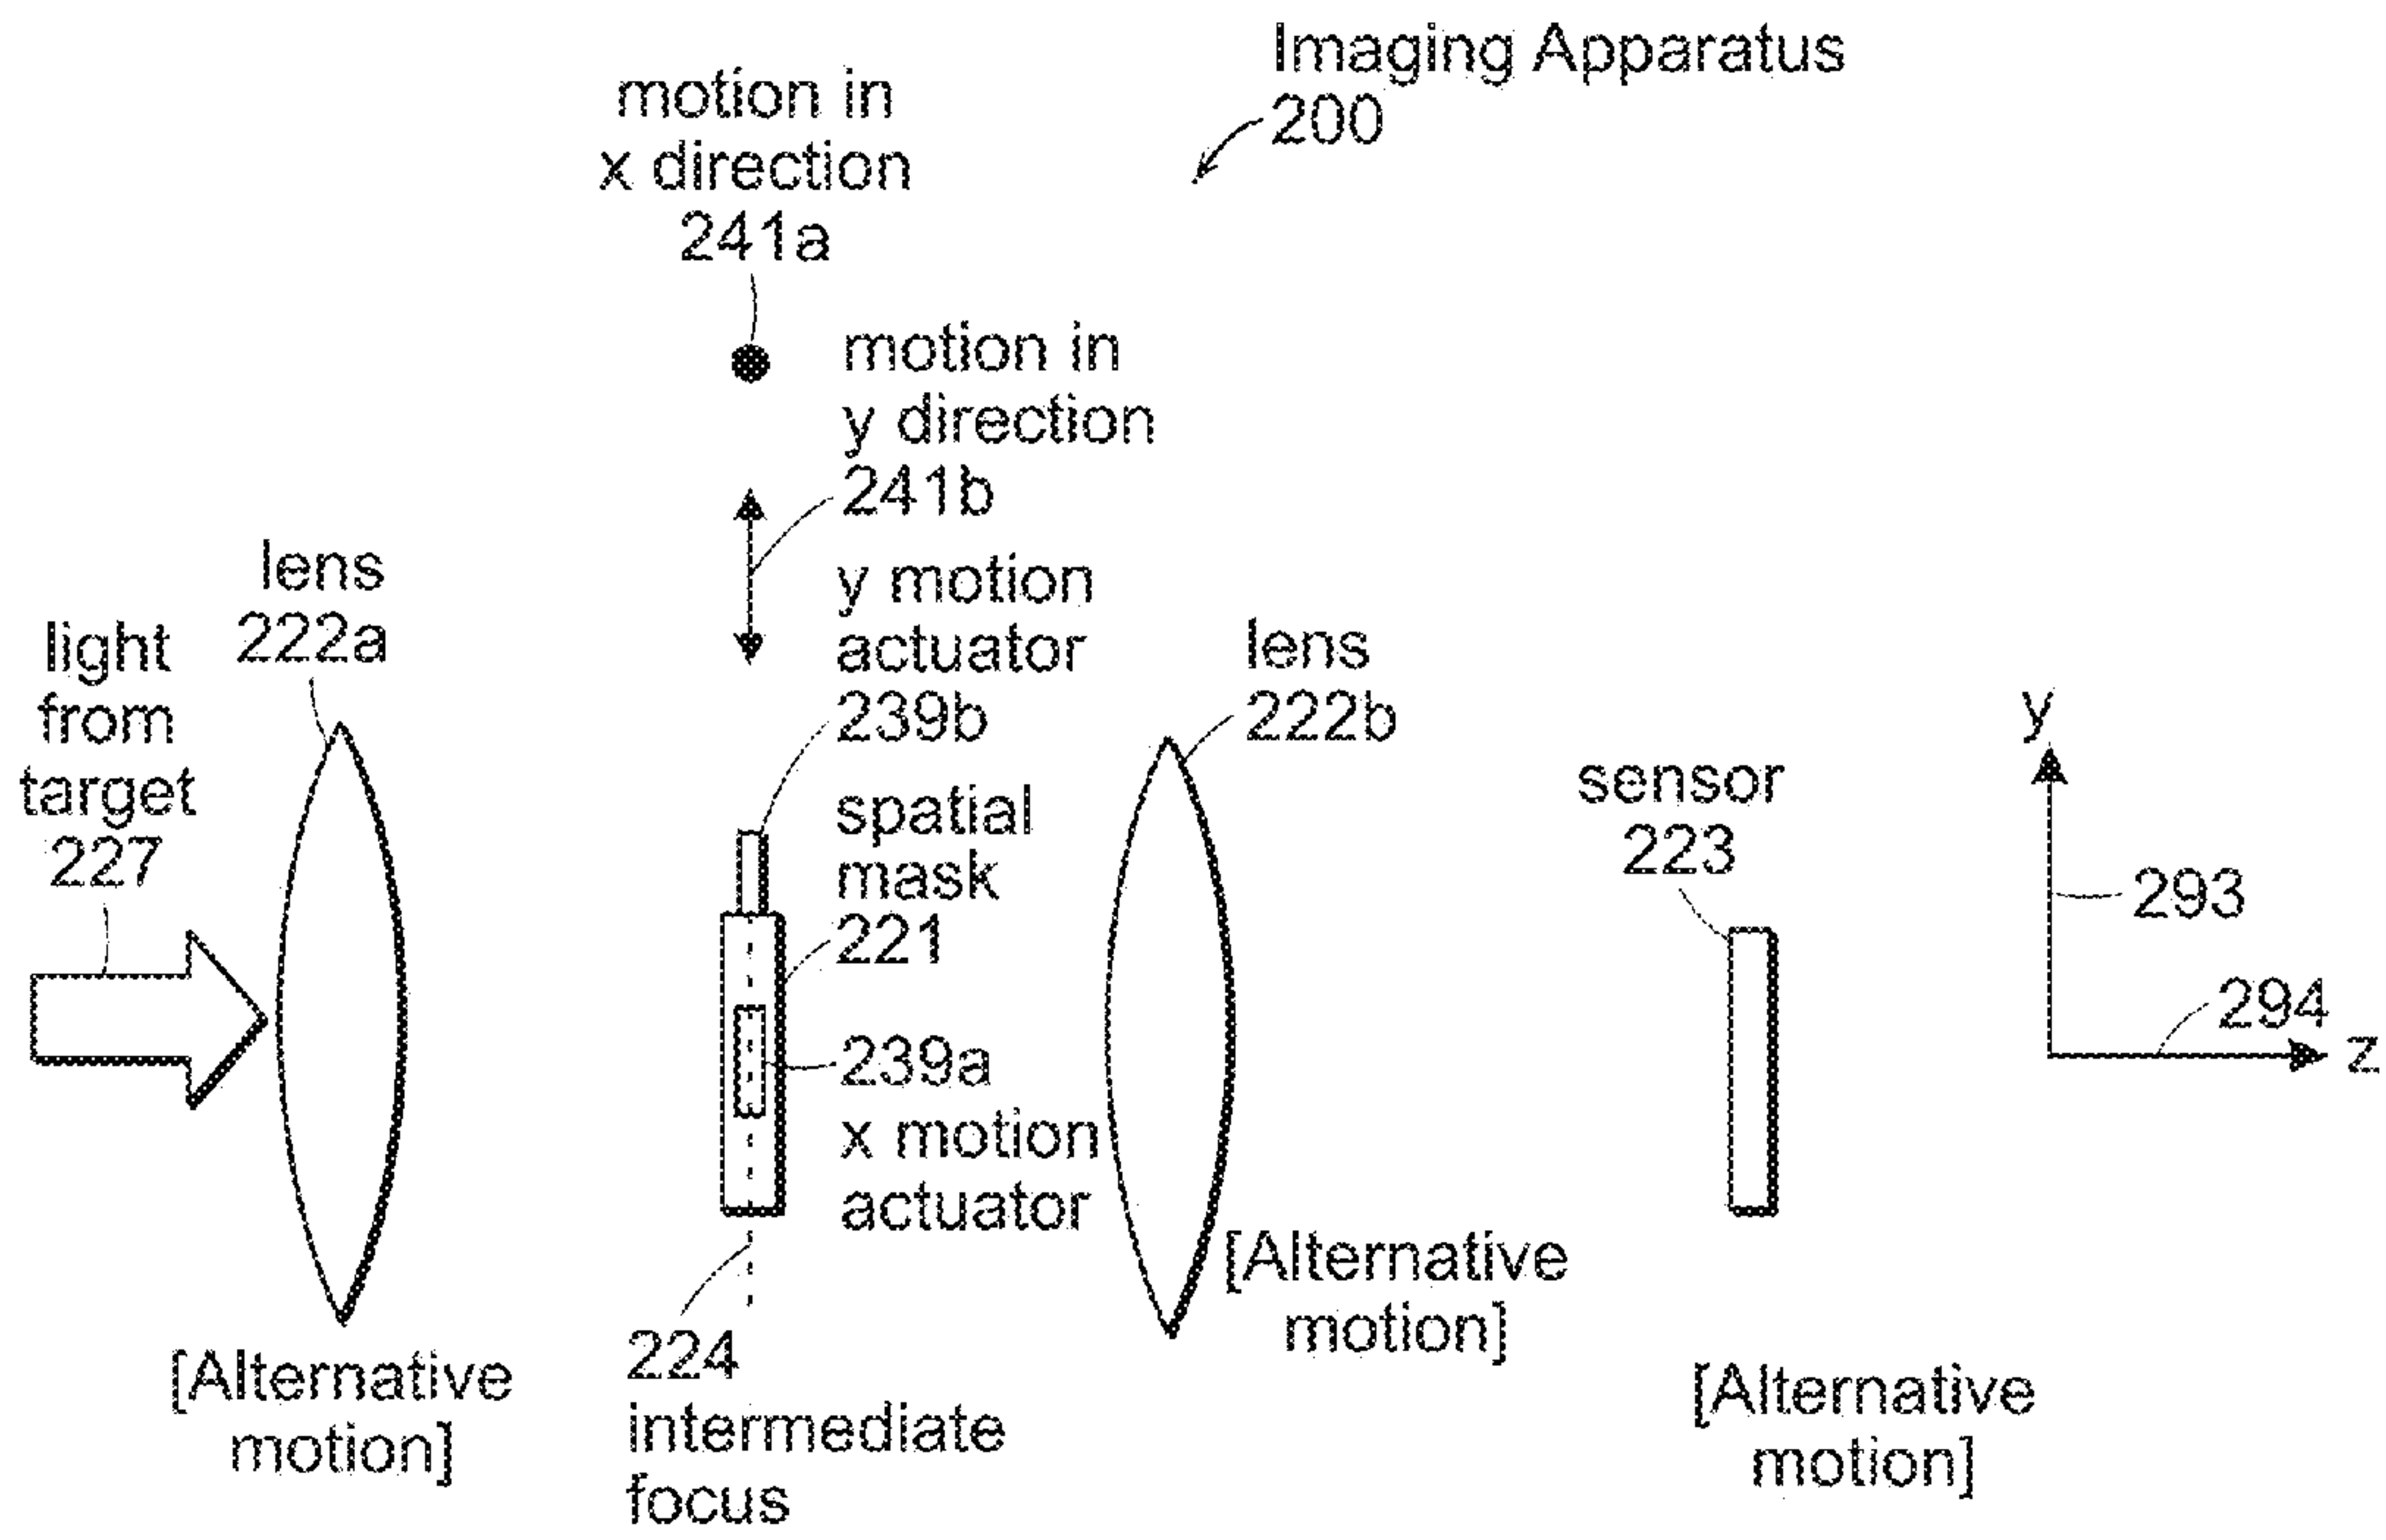 Imaging Apparatus
200
motion in
x direction
241a
motion in
y direction
241b
lens
222a
light
from
target
227
y motion
actuator
239b
spatial
mask
221
239a
x motion
actuator
224
intermediate
focus
lens
222b
sensor
223
y
293
294
z
[Alternative
motion]
[Alternative
motion]
[Alternative
motion]